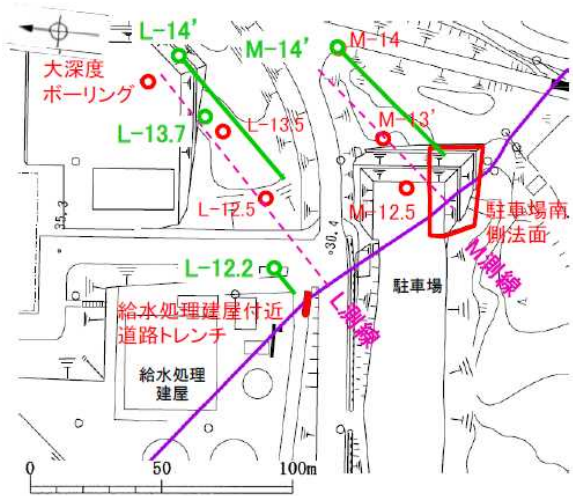 L-14’
M-14’
M-14
大深度
ボーリング
L-13.7
L-13.5
M-13’
L-12.5
M-12.5
駐車場南
側法面
35.3
30.4
L-12.2
M測線
駐車場
L測線
給水処理建屋付近
道路トレンチ
給水処理
建屋
0
50
100m